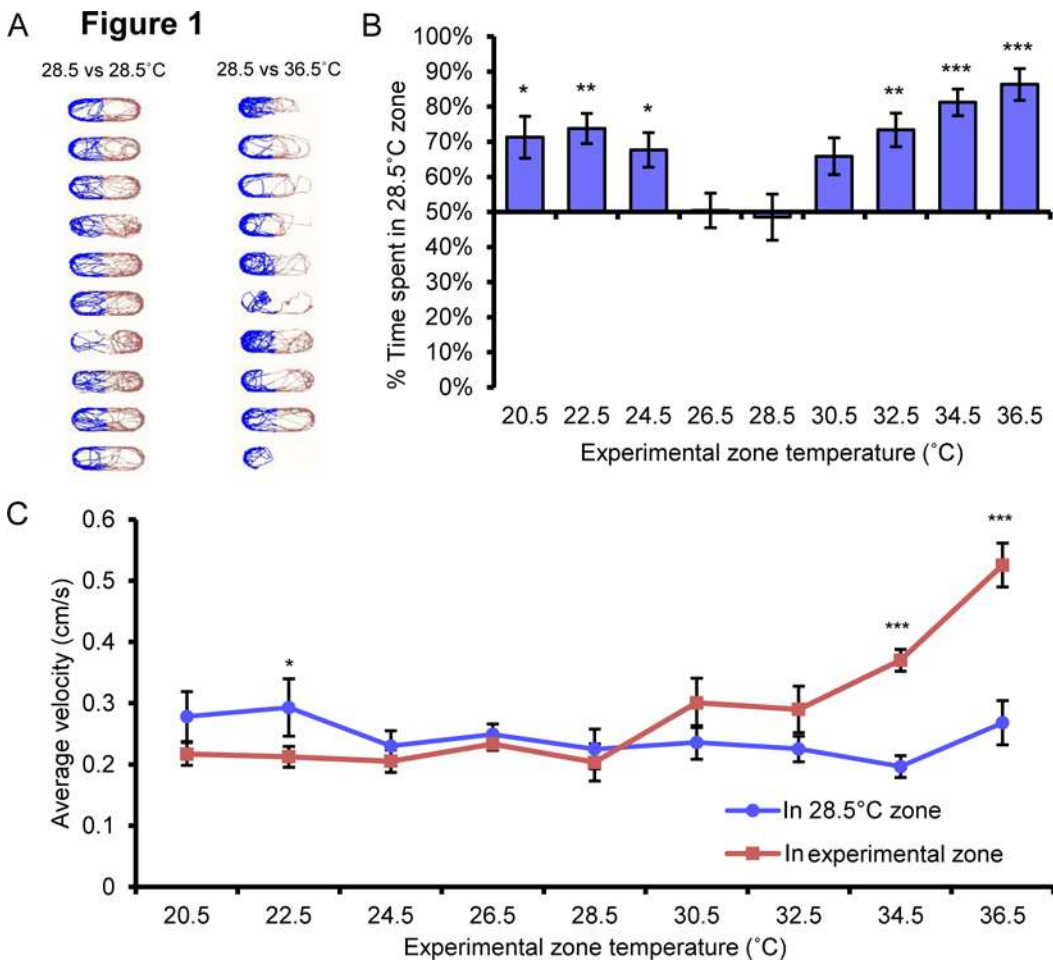 A
Figure 1
28.5 vs 28.5˚C
28.5 vs 36.5˚C
B
% Time spent in 28.5˚C zone
100%
90%
80%
70%
60%
50%
40%
30%
20%
10%
0%
* ** * ** *** ***
20.5 22.5 24.5 26.5 28.5 30.5 32.5 34.5 36.5
Experimental zone temperature (˚C)
C
Average velocity (cm/s)
0.6
0.5
0.4
0.3
0.2
0.1
0
* *** ***
In 28.5°C zone
In experimental zone
20.5 22.5 24.5 26.5 28.5 30.5 32.5 34.5 36.5
Experimental zone temperature (˚C)